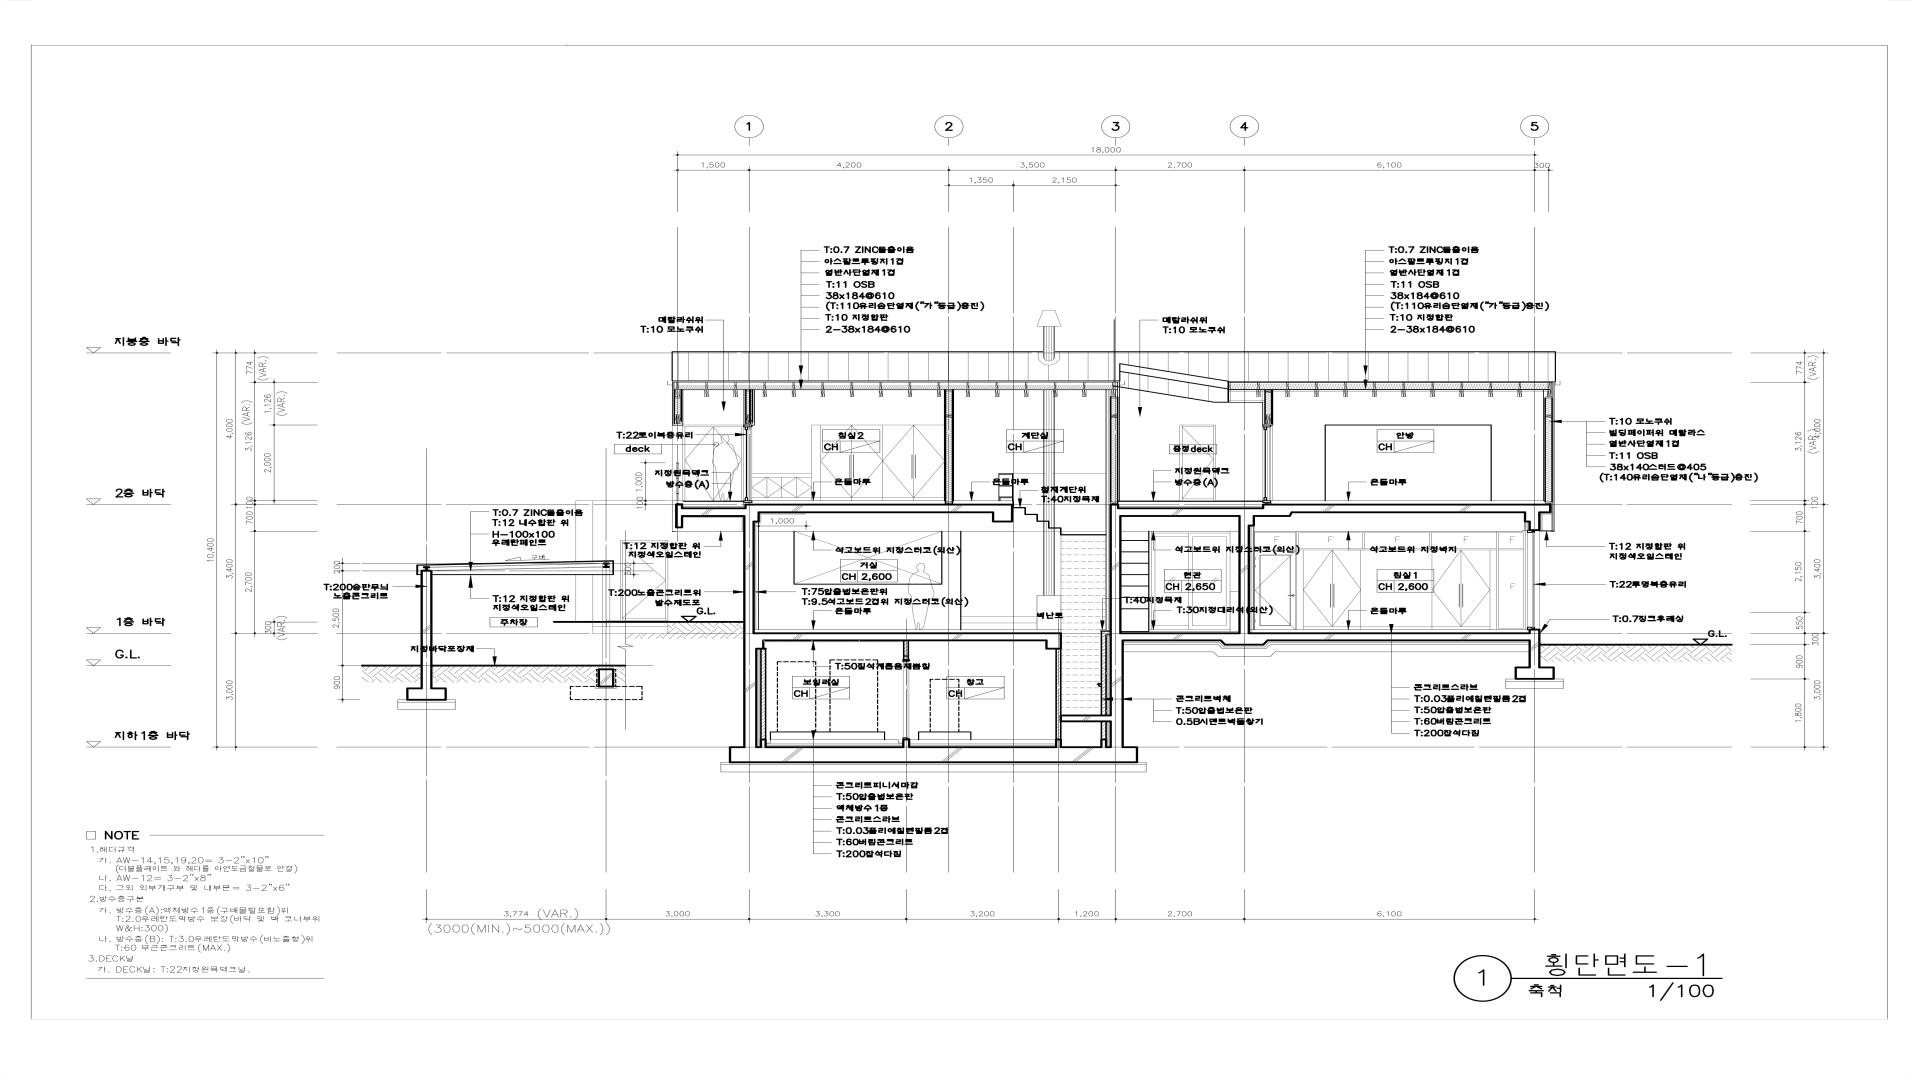 1 2 3 4 5
18,000
1,500 4,200 3,500 2,700 6,100 300
1,350 2,150
T:0.7 ZINC돌출이음
아스팔트루핑지1겹
열반사단열재1겹
T:11 OSB
38x184@610
(T:110유리솜단열재("가"등급)충진)
T:10 지정합판
2-38x184@610
T:0.7 ZINC돌출이음
아스팔트루핑지1겹
열반사단열재1겹
T:11 OSB
38x184@610
(T:110유리솜단열재("가"등급)충진)
T:10 지정합판
2-38x184@610
메탈라쉬위
T:10 모노쿠쉬
메탈라쉬위
T:10 모노쿠쉬
지붕층 바닥
2층 바닥
1층 바닥
G.L.
지하1층 바닥
774
(VAR.)
1,126
(VAR.)
3,126 (VAR.)
4,000
2,000
100
700
10,400
3,400
2,700
300
(VAR.)
3,000
T:22로이복층유리
deck
지정원목데크
방수층(A)
1,000
100
침실2
CH
온돌마루
계단실
CH
온돌마루
철재계단위
T:40지정목재
중정deck
지정원목데크
방수층(A)
안방
CH
온돌마루
T:10 모노쿠쉬
빌딩페이퍼위 메탈라스
열반사단열재1겹
T:11 OSB
38x140스터드@405
(T:140유리솜단열재("나"등급)충진)
774
(VAR.)
3,126
(VAR.)
4,000
100
700
2,150
3,400
550
300
900
3,000
1,800
T:0.7 ZINC돌출이음
T:12 내수합판 위
H-100x100
우레탄페인트
구배
T:12 지정합판 위
지정색오일스테인
T:200송판무늬
노출콘크리트
주차장
지정바닥포장재
200
300
2,500
900
T:12 지정합판 위
지정색오일스테인
T:200노출콘크리트위
발수제도포
G.L.
1,000
석고보드위 지정스터코(외산)
거실
CH 2,600
T:75압출법보온판위
T:9.5석고보드2겹위 지정스터코(외산)
온돌마루
벽난로
T:40지정목재
석고보드위 지정스터코(외산)
현관
CH 2,650
T:30지정대리석(외산)
석고보드위 지정벽지
침실1
CH 2,600
온돌마루
F F F F F
T:12 지정합판 위
지정색오일스테인
T:22투명복층유리
T:0.7징크후레싱
G.L.
T:50질석계흡음재뿜칠
보일러실
CH
창고
CH
콘크리트벽체
T:50압출법보온판
0.5B시멘트벽돌쌓기
콘크리트슬라브
T:0.03폴리에칠렌필름2겹
T:50압출법보온판
T:60버림콘크리트
T:200잡석다짐
콘크리트피니셔마감
T:50압출법보온판
액체방수1종
콘크리트슬라브
T:0.03폴리에칠렌필름2겹
T:60버림콘크리트
T:200잡석다짐
NOTE
1.헤더규격
가. AW-14,15,19,20= 3-2"x10"
(더블플레이트 와 헤더를 아연도금철물로 연결)
나. AW-12= 3-2"x8"
다. 그외 외부개구부 및 내부문= 3-2"x6"
2.방수층구분
가. 방수층(A):액체방수1종(구배몰탈포함)위
T:2.0우레탄도막방수 보강(바닥 및 벽 코너부위
W&H:300)
나. 방수층(B): T:3.0우레탄도막방수(비노출형)위
T:60 무근콘크리트(MAX.)
3.DECK널
가. DECK널: T:22지정원목데크널.
3,774 (VAR.) 3,000 3,300 3,200 1,200 2,700 6,100
(3000(MIN.)~5000(MAX.))
1 횡단면도-1
축척 1/100